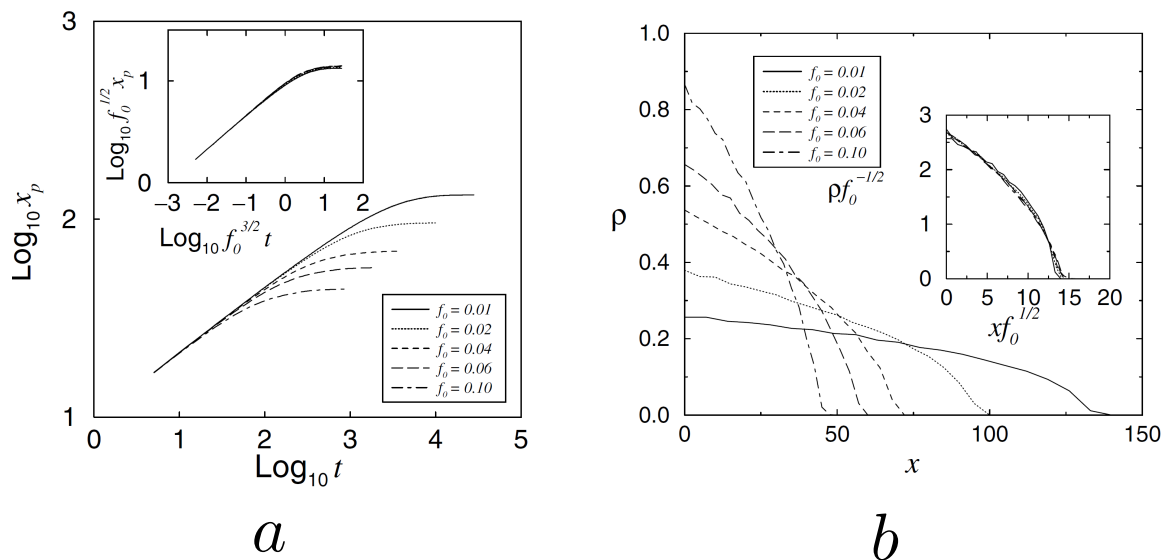 3
Log₁₀ xₚ
2
1
0 1 2 3 4 5
Log₁₀ t
Log₁₀ f₀^1/2 xₚ
1
0
−3 −2 −1 0 1 2
Log₁₀ f₀^3/2 t
f₀ = 0.01
f₀ = 0.02
f₀ = 0.04
f₀ = 0.06
f₀ = 0.10
a
1.0
0.8
0.6
ρ
0.4
0.2
0.0
0 50 100 150
x
f₀ = 0.01
f₀ = 0.02
f₀ = 0.04
f₀ = 0.06
f₀ = 0.10
ρf₀^−1/2
3
2
1
0
0 5 10 15 20
xf₀^1/2
b